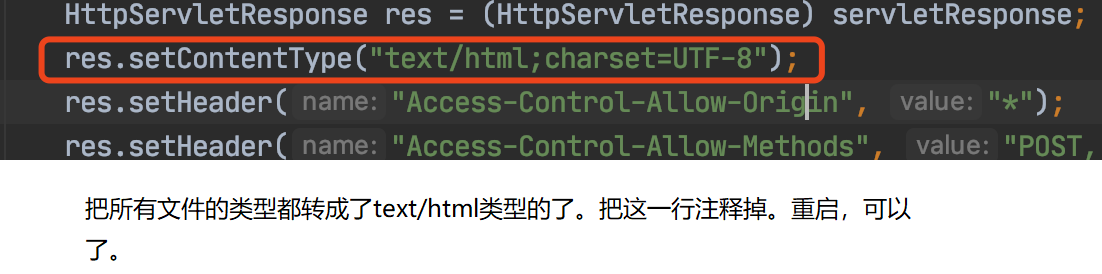 HttpServletResponse res = (HttpServletResponse) servletResponse;
res.setContentType("text/html;charset=UTF-8");
res.setHeader( name: "Access-Control-Allow-Origin", value: "*");
res.setHeader( name: "Access-Control-Allow-Methods", value: "POST,
把所有文件的类型都转成了text/html类型的了。把这一行注释掉。重启，可以
了。